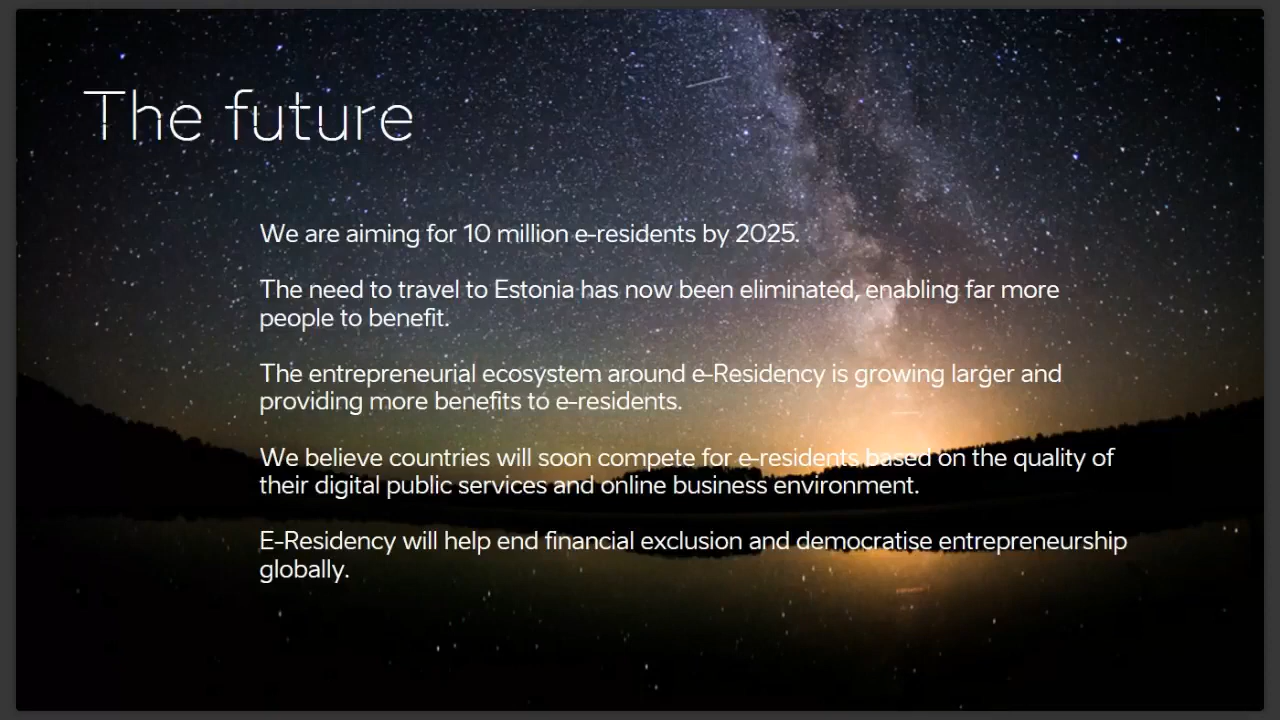 The future
We are aiming for 10 million e-residents by 2025.
The need to travel to Estonia has now been eliminated, enabling far more
people to benefit.
The entrepreneurial ecosystem around e-Residency is growing larger and
providing more benefits to e-residents.
We believe countries will soon compete for e-residents based on the quality of
their digital public services and online business environment.
E-Residency will help end financial exclusion and democratise entrepreneurship
globally.